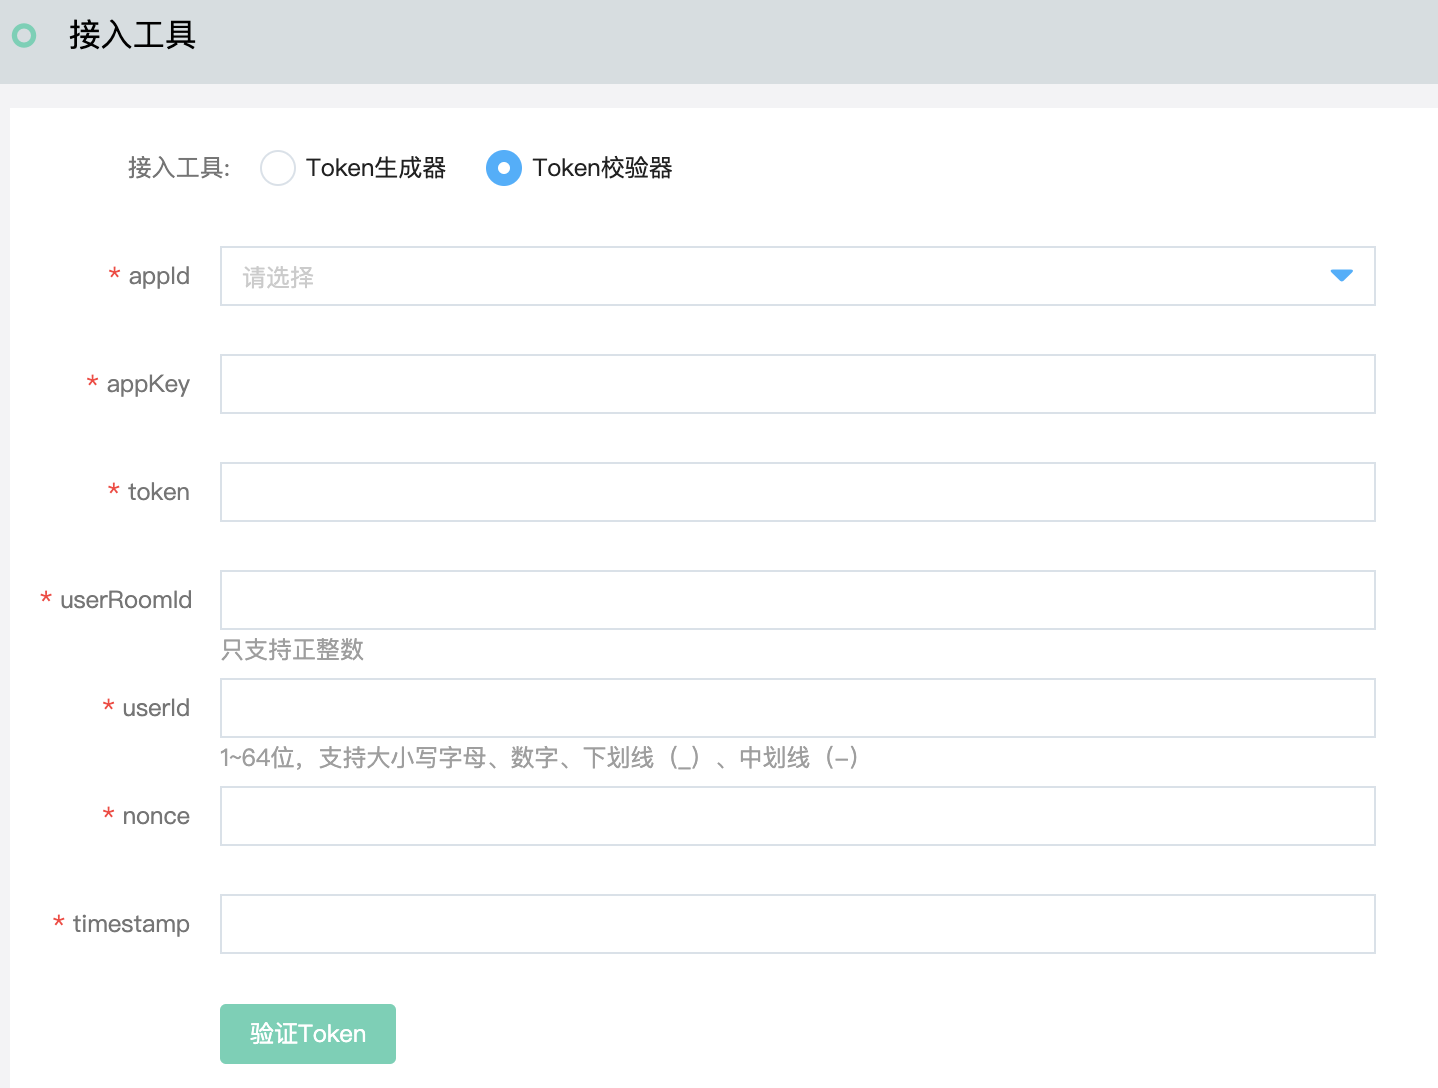 接入工具
接入工具: Token生成器 Token校验器
* appId 请选择
* appKey
* token
* userRoomId
只支持正整数
* userId
1~64位，支持大小写字母、数字、下划线（_）、中划线（-）
* nonce
* timestamp
验证Token